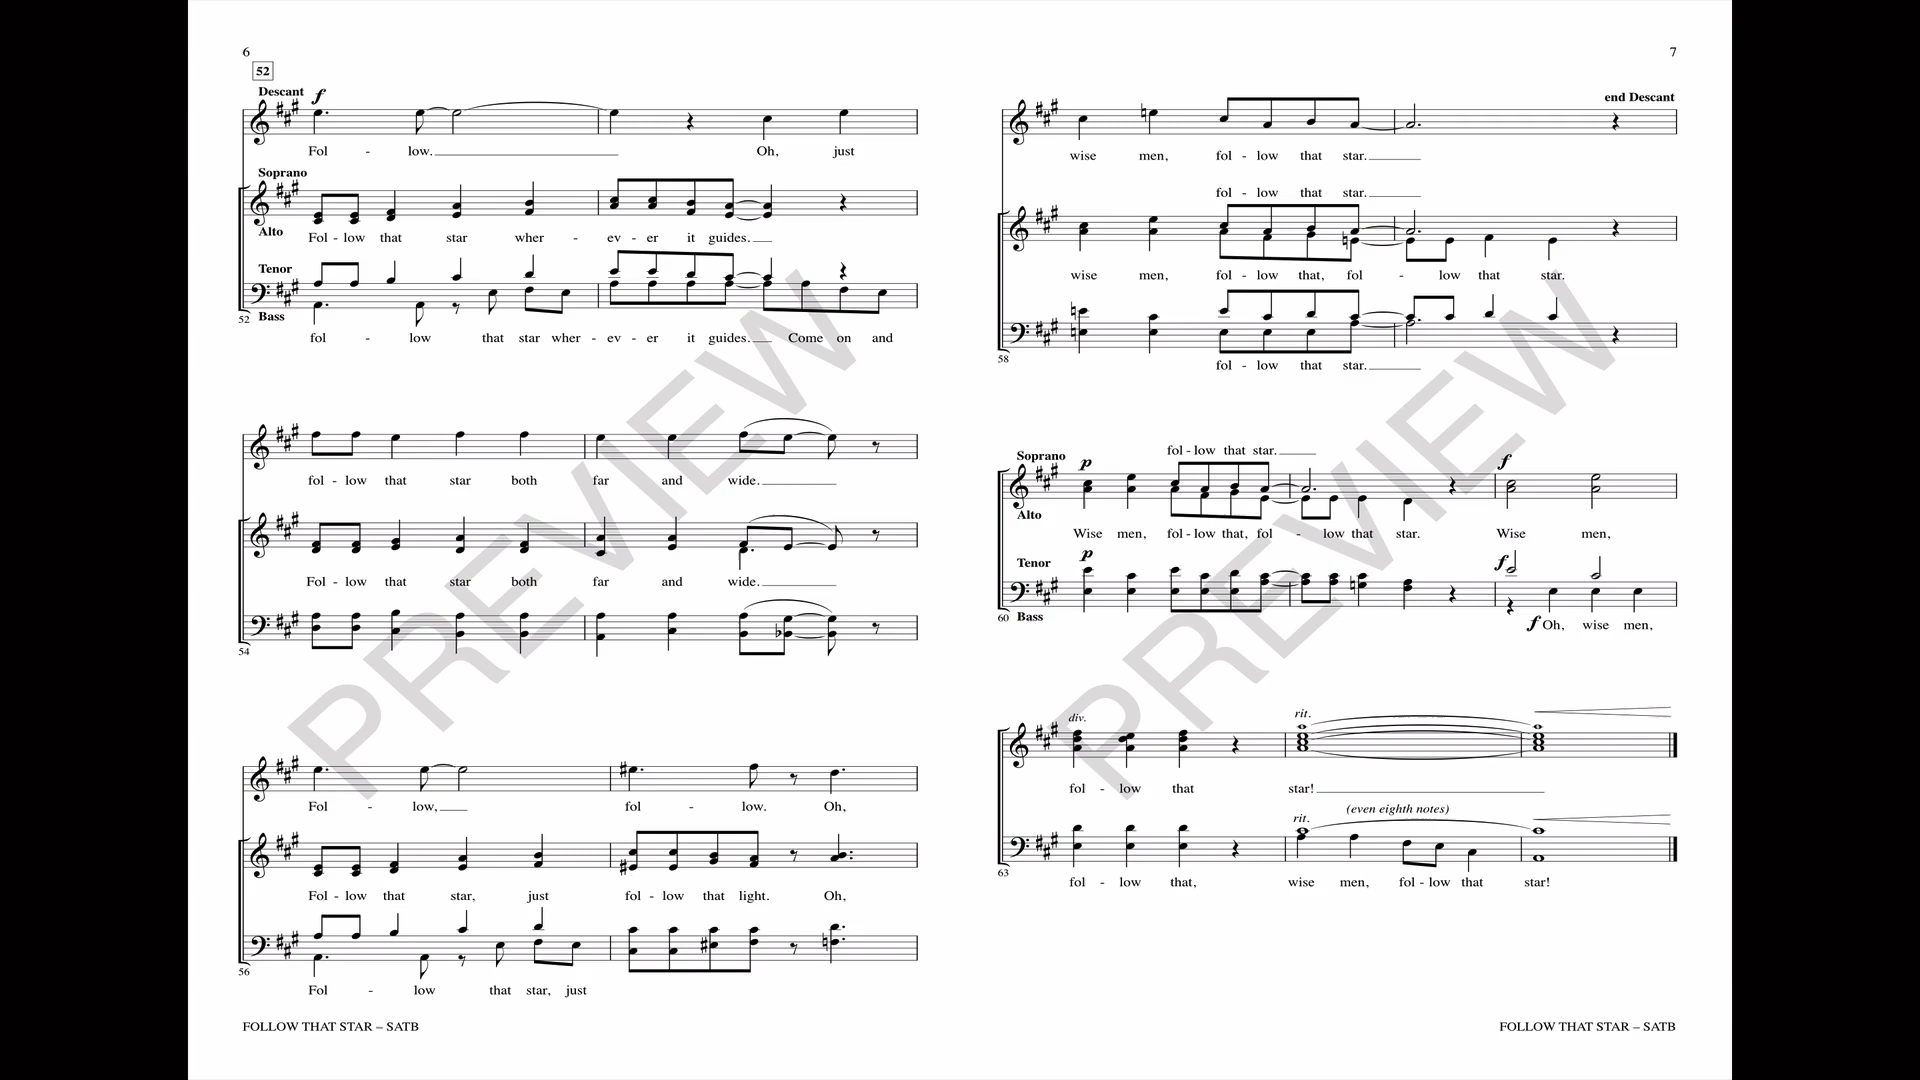 6
52
Descant f
Fol - low. Oh, just
Soprano
Alto
Fol - low that star wher - ev - er it guides.
Tenor
52 Bass
fol - low that star wher - ev - er it guides. Come on and
fol - low that star both far and wide.
Fol - low that star both far and wide.
54
Fol - low, fol - low. Oh,
Fol - low that star, just fol - low that light. Oh,
56
Fol - low that star, just
FOLLOW THAT STAR – SATB
7
end Descant
wise men, fol - low that star.
fol - low that star.
wise men, fol - low that, fol - low that star.
58
fol - low that star.
fol - low that star.
Soprano p f
Alto
Wise men, fol - low that, fol - low that star. Wise men,
Tenor p f
60 Bass
f Oh, wise men,
div. rit.
fol - low that star!
rit. (even eighth notes)
63
fol - low that, wise men, fol - low that star!
FOLLOW THAT STAR – SATB
PREVIEW
PREVIEW